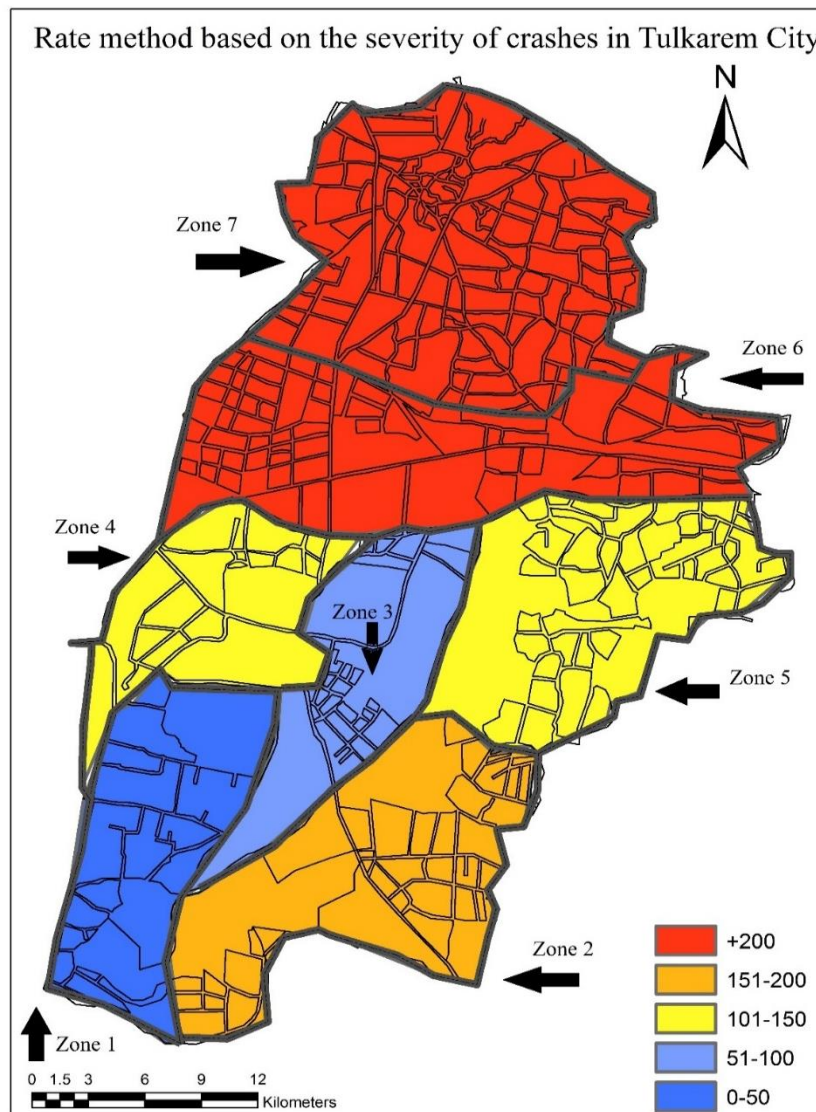 Rate method based on the severity of crashes in Tulkarem City
N
Zone 7
Zone 6
Zone 4
Zone 3
Zone 5
Zone 2
Zone 1
+200
151-200
101-150
51-100
0-50
0 1.5 3 6 9 12
Kilometers